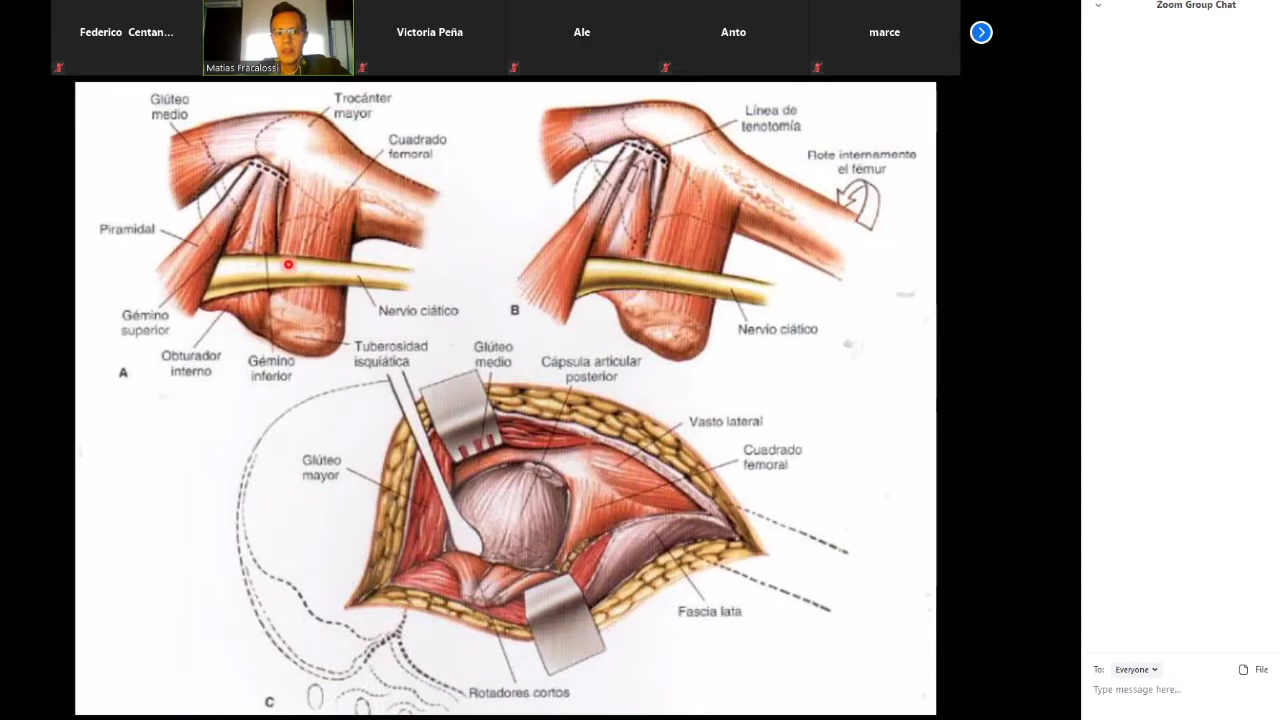 Zoom Group Chat
Federico Centan...
Victoria Peña
Ale
Anto
marce
Matias Fracalossi
Glúteo
medio
Trocánter
mayor
Cuadrado
femoral
Piramidal
Gémino
superior
Obturador
interno
Gémino
inferior
Tuberosidad
isquiática
Nervio ciático
A
Línea de
tenotomía
Rote internamente
el fémur
Nervio ciático
B
Glúteo
medio
Cápsula articular
posterior
Vasto lateral
Cuadrado
femoral
Glúteo
mayor
Fascia lata
Rotadores cortos
C
To: Everyone
File
Type message here...